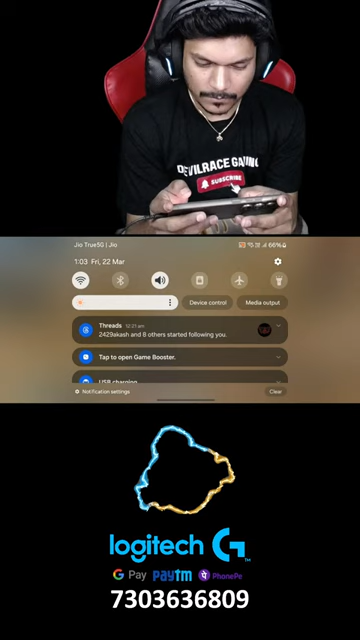 DEVILRACE GAMING
SUBSCRIBE
Jio True5G | Jio
66%
1:03 Fri, 22 Mar
Device control
Media output
Threads 12:21 am
2429akash and 8 others started following you.
Tap to open Game Booster.
USB charging
Notification settings
Clear
logitech G
G Pay paytm PhonePe
7303636809